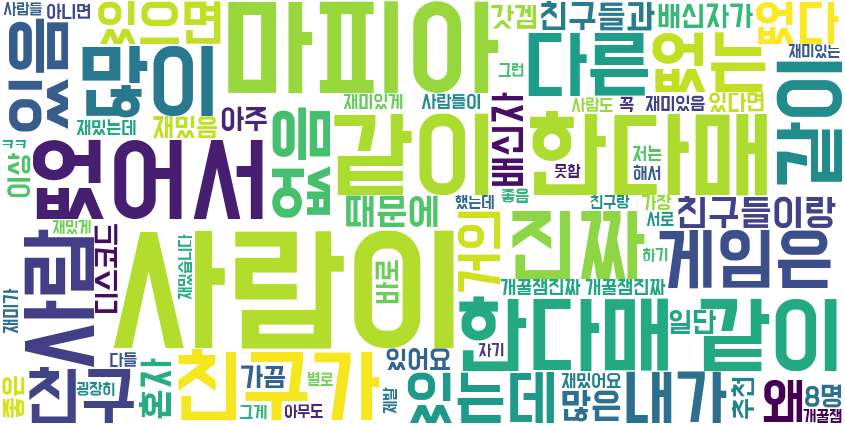 사람들 아니면 있으면 마피아 갓겜 친구들과 배신자가 없다
있음 많이 다른 없는 재미있는
그런
재미있게 사람들이 사람도 꼭 재미있음 있다면
재밌는데 재밌음 아주 없음 같이 배신자 한다매 같이
ㅋㅋ 없어서 저는
이상 못함 해서
좋음
때문에 했는데 친구랑 가장
서로 친구들이랑
재밌게 사람 디스코드 사람이 거의 진짜 하기 게임은
재밌습니다 바로
재미가 개꿀잼진짜 개꿀잼진짜
한다매 일단 같이
다들 있어요 자기
좋은 친구 굉장히 혼자 친구가 가끔 별로 제발 있는데 재밌어요 많은 내가 추천 왜 8명
그게 아무도 개꿀잼